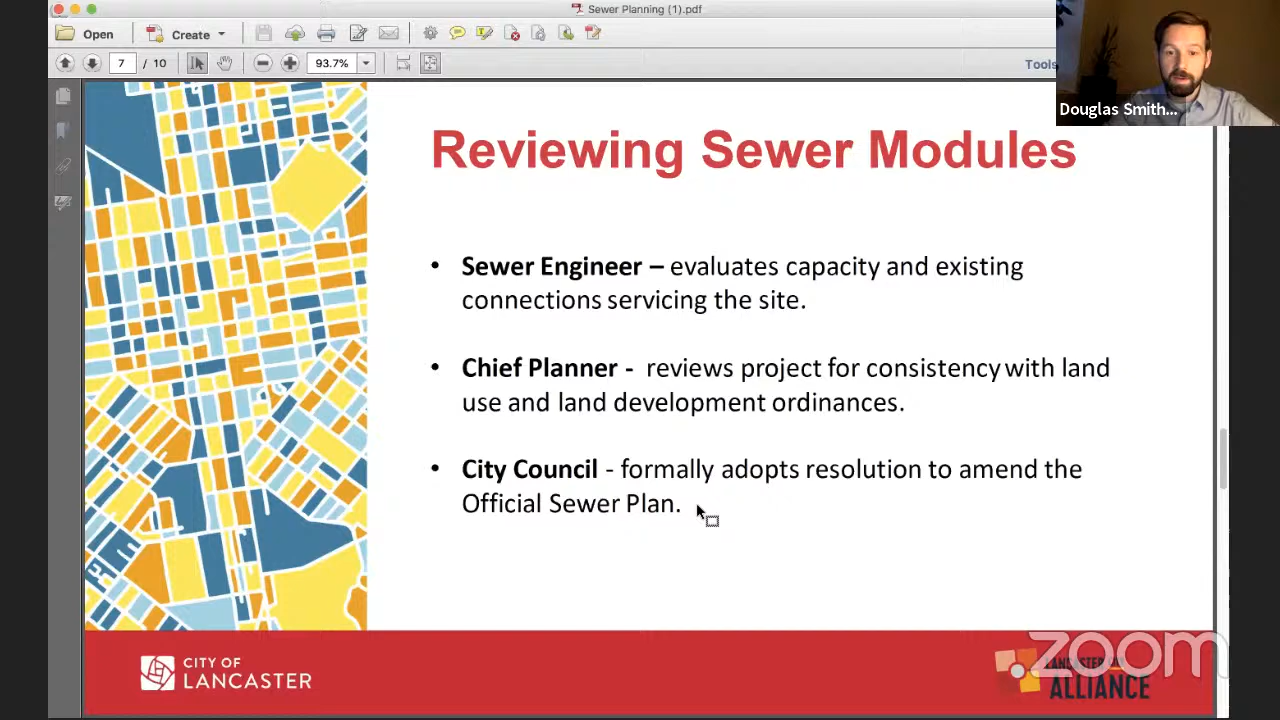 Sewer Planning (1).pdf
Open
Create
7 / 10
93.7%
Tools
Douglas Smith...
Reviewing Sewer Modules
• Sewer Engineer – evaluates capacity and existing
connections servicing the site.
• Chief Planner - reviews project for consistency with land
use and land development ordinances.
• City Council - formally adopts resolution to amend the
Official Sewer Plan.
CITY OF
LANCASTER
zoom
LANCASTER
ALLIANCE